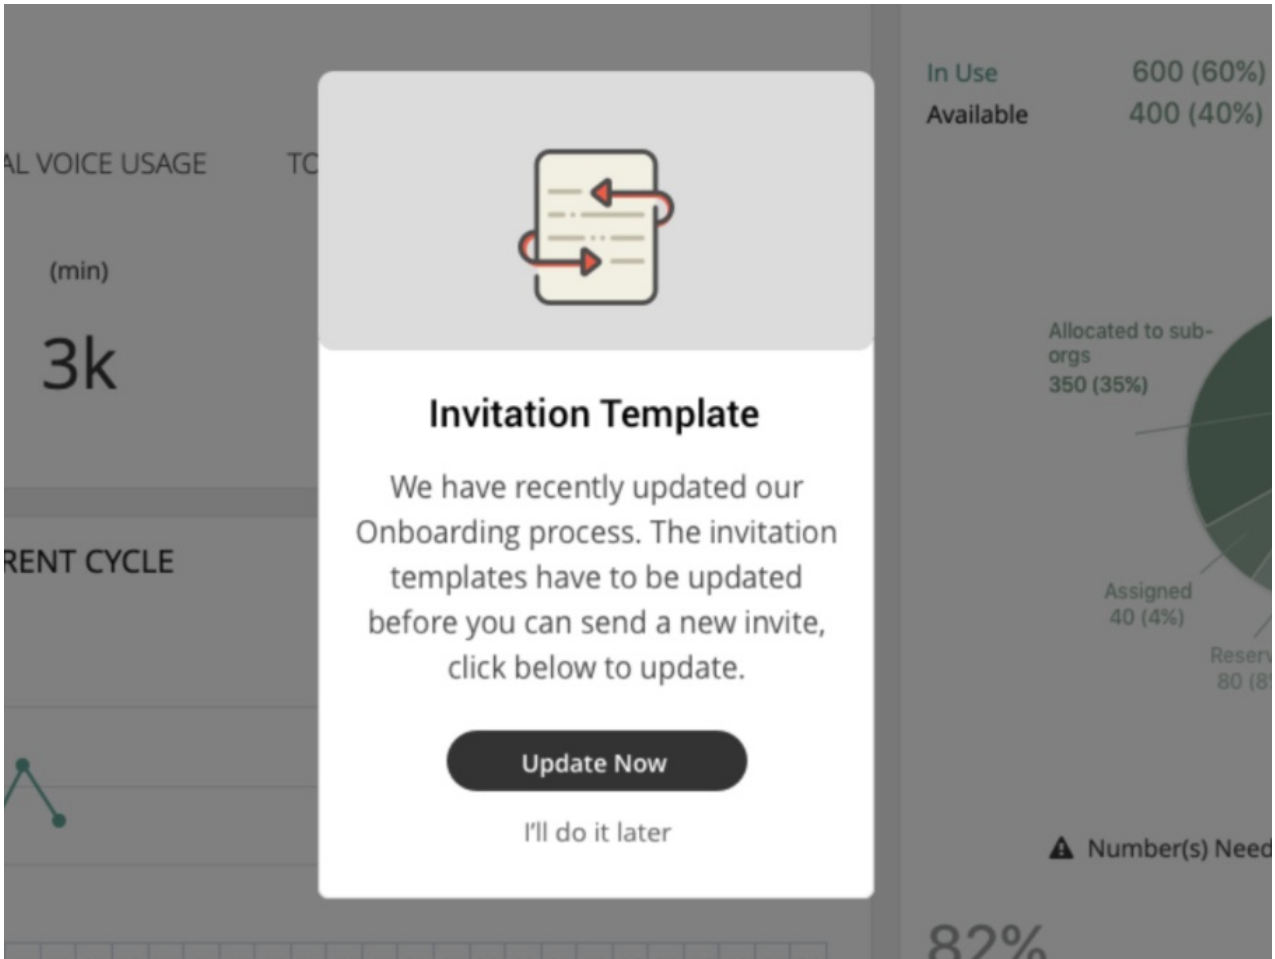 In Use 600 (60%)
Available 400 (40%)
VOICE USAGE
(min)
3k
Allocated to sub-
orgs
350 (35%)
Invitation Template
We have recently updated our
Onboarding process. The invitation
templates have to be updated
before you can send a new invite,
click below to update.
CYCLE
Assigned
40 (4%)
80
Update Now
I'll do it later
Number(s)
82%